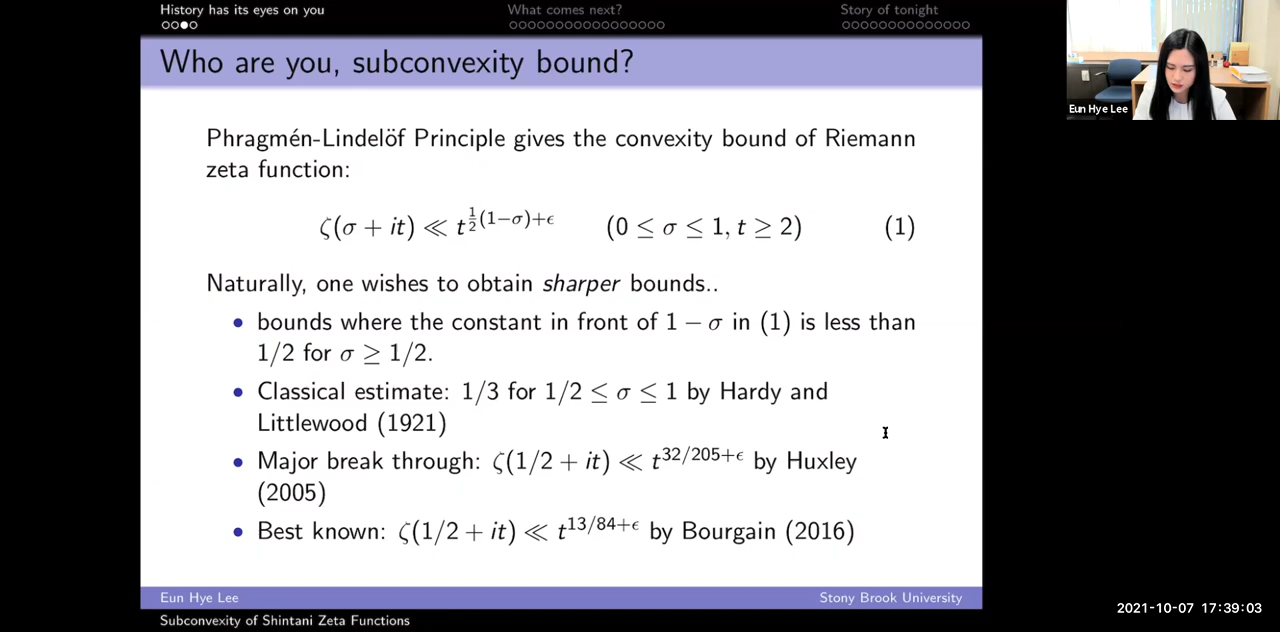 History has its eyes on you
What comes next?
Story of tonight
Who are you, subconvexity bound?
Eun Hye Lee
Phragmén-Lindelöf Principle gives the convexity bound of Riemann
zeta function:
ζ(σ + it) ≪ t^{\frac{1}{2}(1−σ)+ϵ} (0 ≤ σ ≤ 1, t ≥ 2) (1)
Naturally, one wishes to obtain sharper bounds..
• bounds where the constant in front of 1 − σ in (1) is less than
1/2 for σ ≥ 1/2.
• Classical estimate: 1/3 for 1/2 ≤ σ ≤ 1 by Hardy and
Littlewood (1921)
• Major break through: ζ(1/2 + it) ≪ t^{32/205+ϵ} by Huxley
(2005)
• Best known: ζ(1/2 + it) ≪ t^{13/84+ϵ} by Bourgain (2016)
Eun Hye Lee
Stony Brook University
Subconvexity of Shintani Zeta Functions
2021-10-07 17:39:03